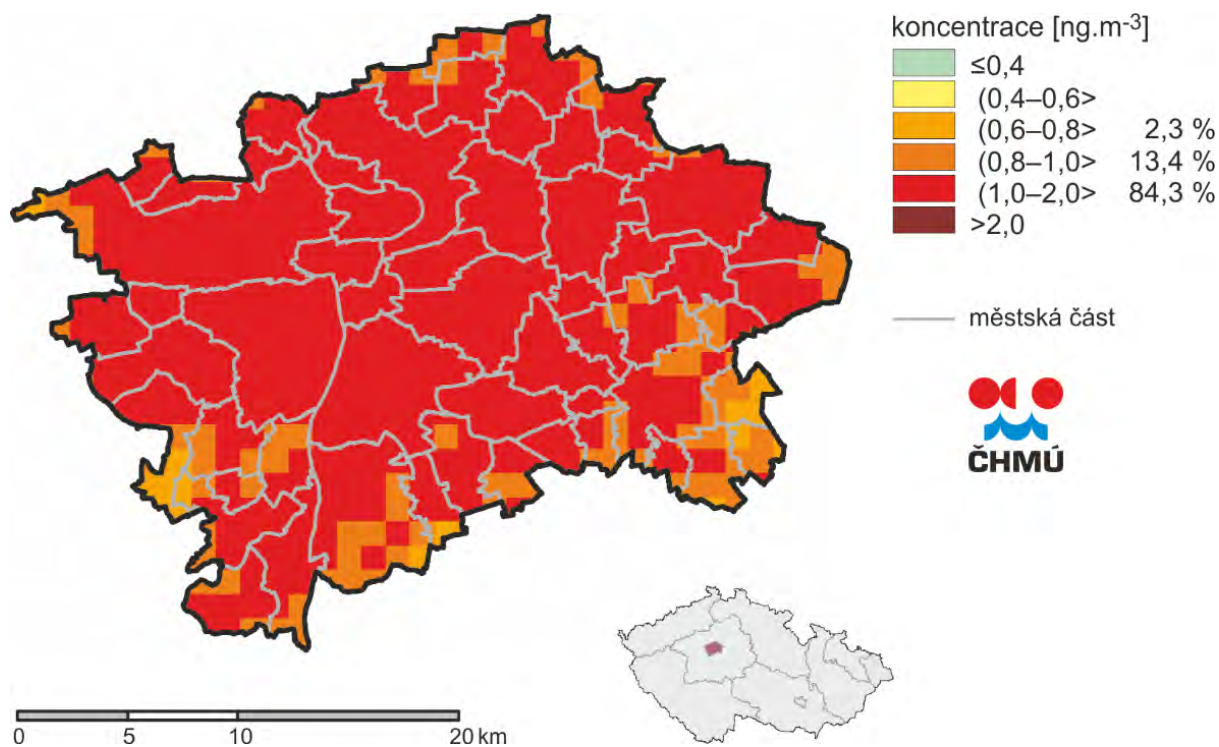 koncentrace [ng.m-3]
≤0,4
(0,4–0,6>
(0,6–0,8> 2,3 %
(0,8–1,0> 13,4 %
(1,0–2,0> 84,3 %
>2,0
městská část
ČHMÚ
0 5 10 20 km